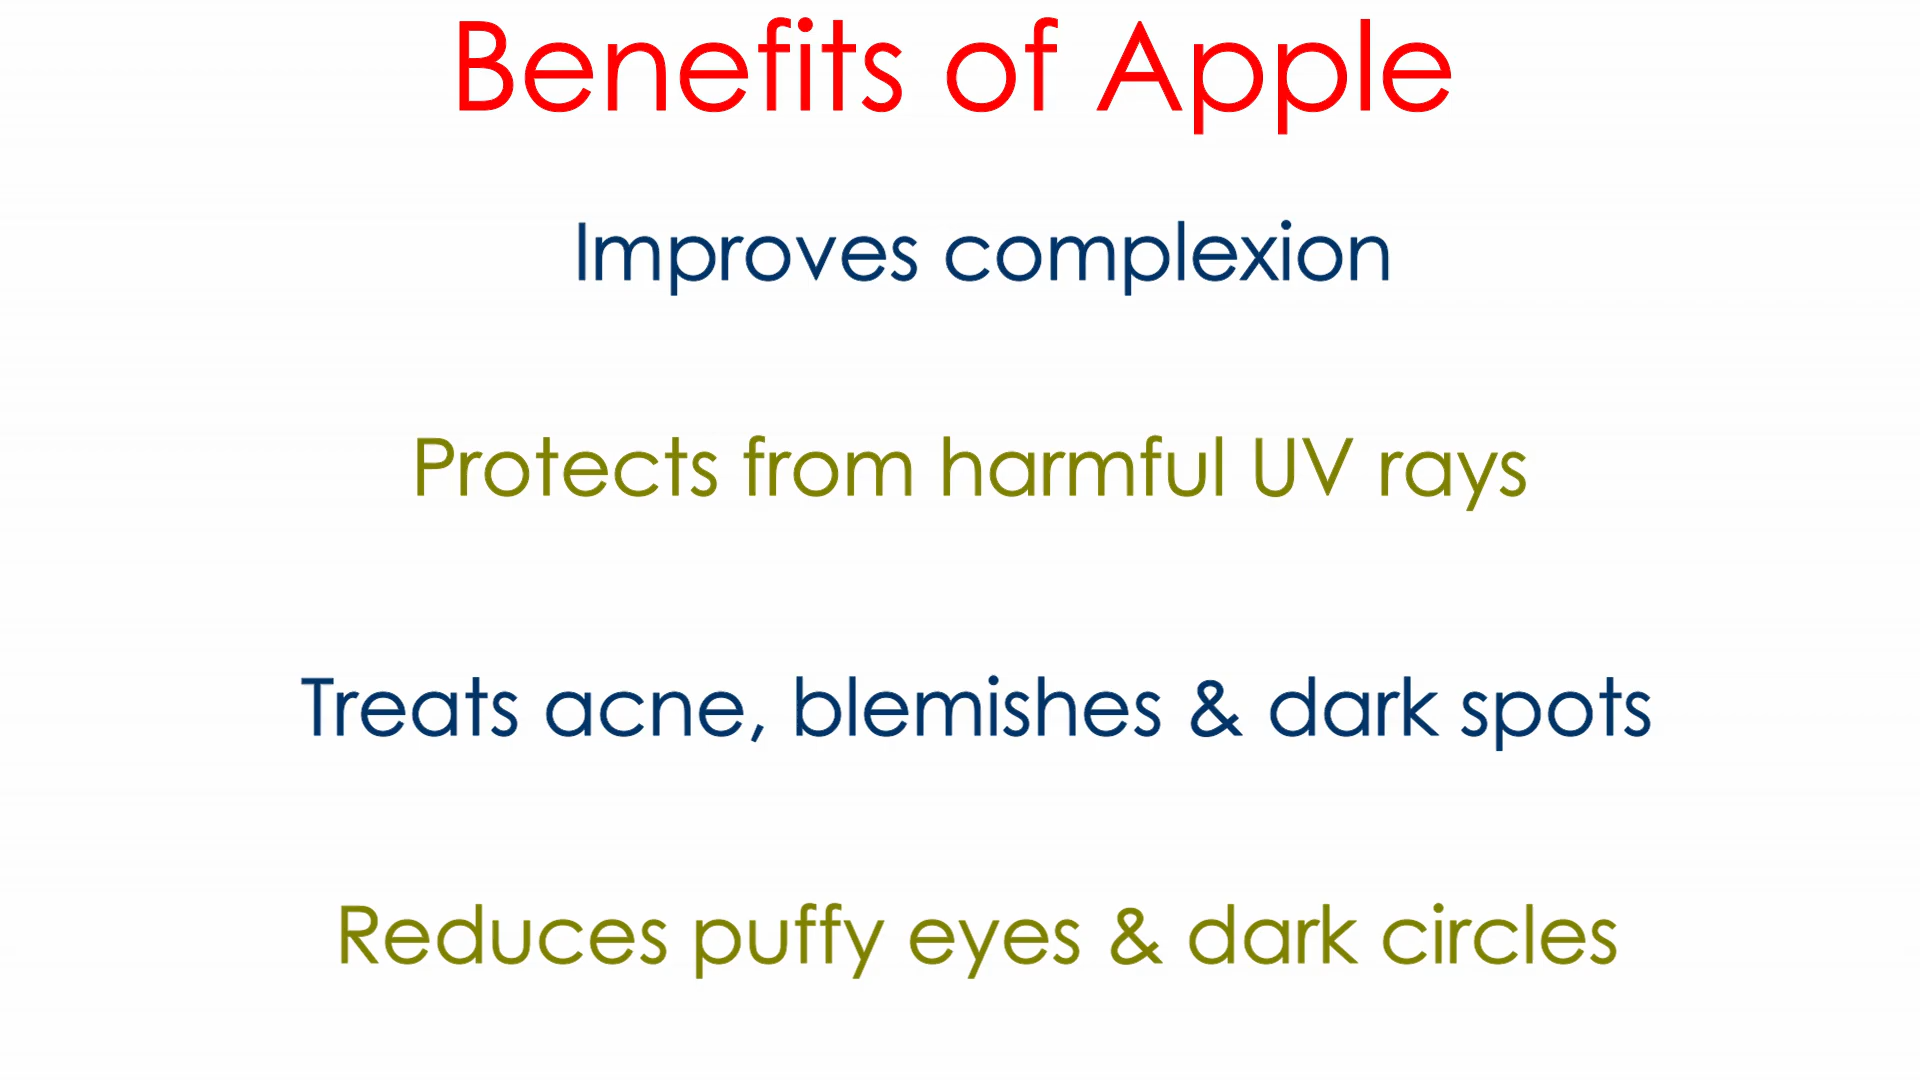 Benefits of Apple
Improves complexion
Protects from harmful UV rays
Treats acne, blemishes & dark spots
Reduces puffy eyes & dark circles